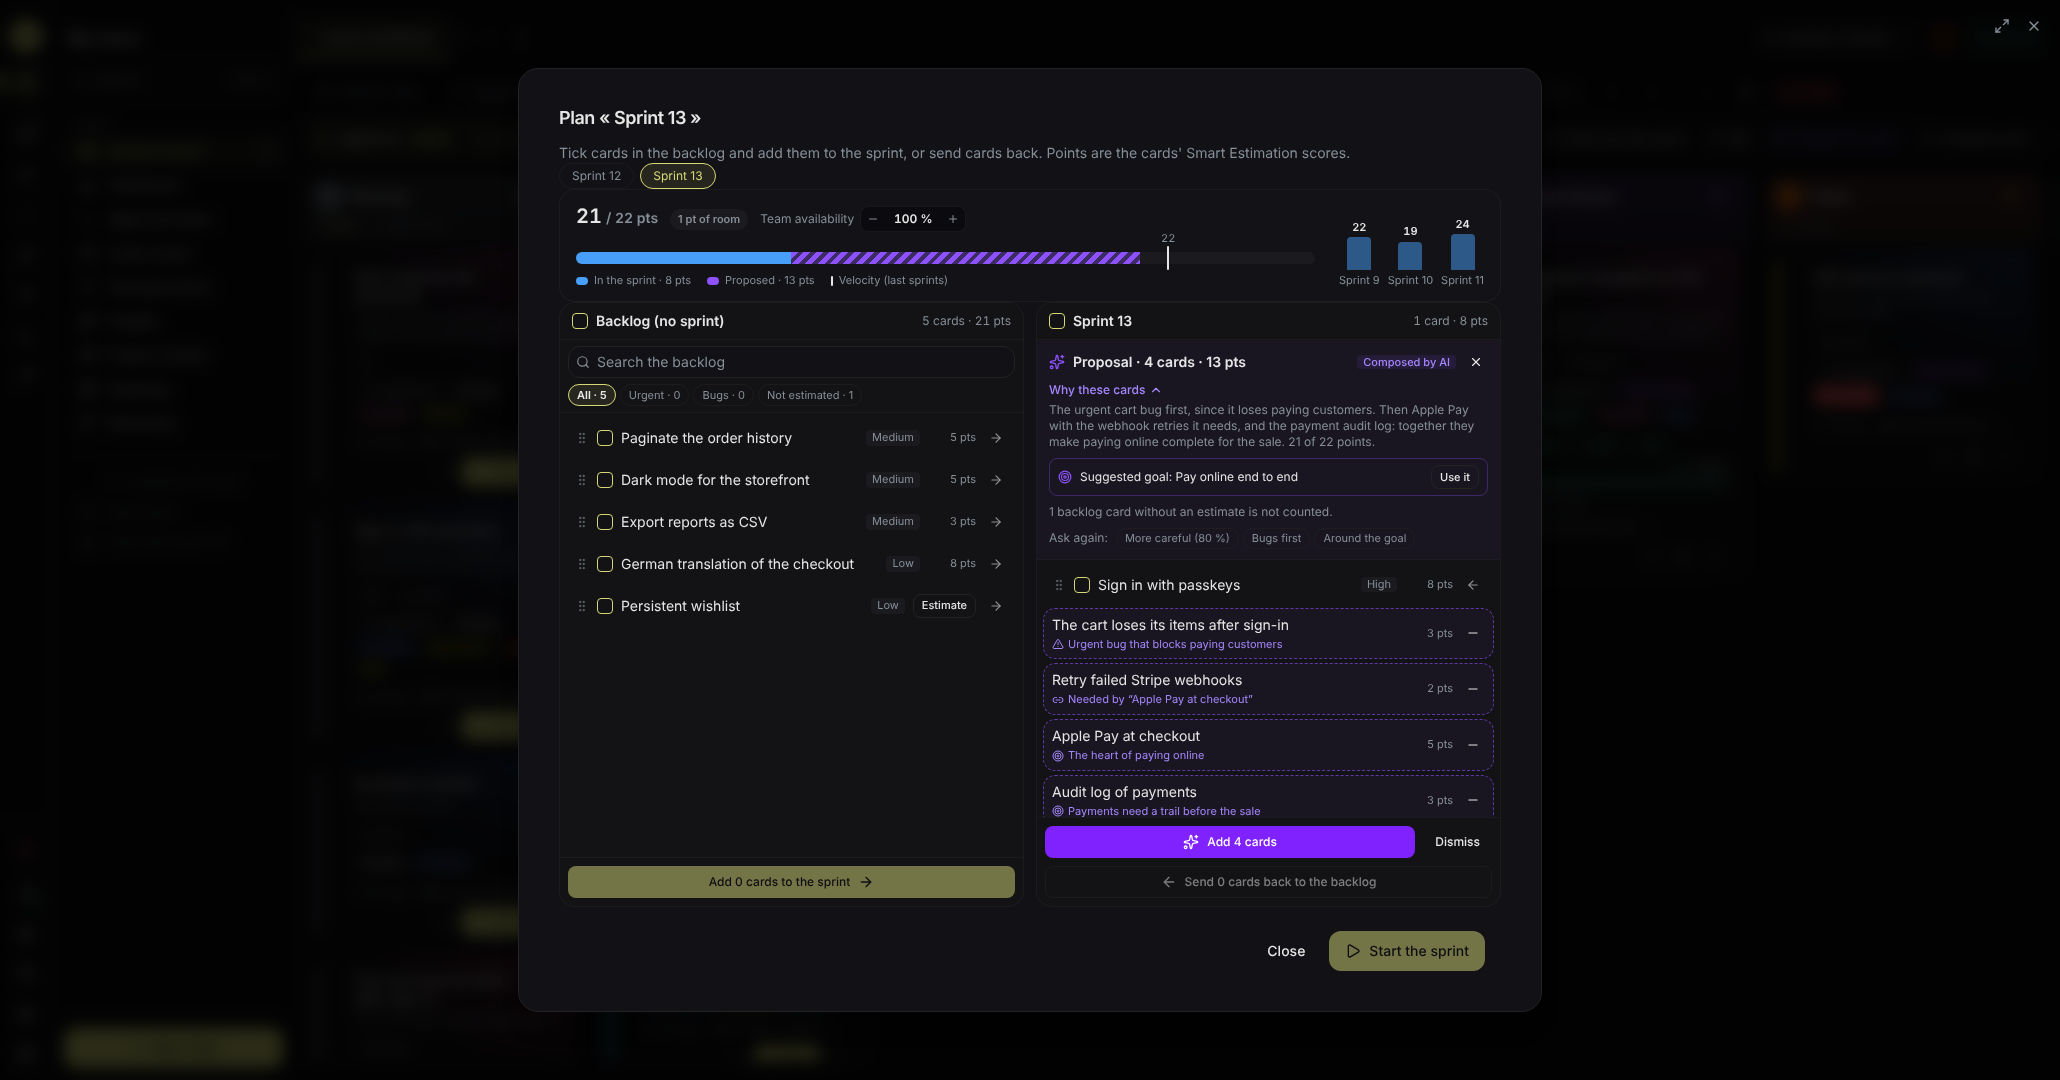 Plan « Sprint 13 »
Tick cards in the backlog and add them to the sprint, or send cards back. Points are the cards' Smart Estimation scores.
Sprint 12
Sprint 13
21 / 22 pts
1 pt of room
Team availability
100 %
22
In the sprint · 8 pts
Proposed · 13 pts
Velocity (last sprints)
22
19
24
Sprint 9
Sprint 10
Sprint 11
Backlog (no sprint)
5 cards · 21 pts
Search the backlog
All · 5
Urgent · 0
Bugs · 0
Not estimated · 1
Paginate the order history
Medium
5 pts
Dark mode for the storefront
Medium
5 pts
Export reports as CSV
Medium
3 pts
German translation of the checkout
Low
8 pts
Persistent wishlist
Low
Estimate
Add 0 cards to the sprint
Sprint 13
1 card · 8 pts
Proposal · 4 cards · 13 pts
Composed by AI
Why these cards
The urgent cart bug first, since it loses paying customers. Then Apple Pay
with the webhook retries it needs, and the payment audit log: together they
make paying online complete for the sale. 21 of 22 points.
Suggested goal: Pay online end to end
Use it
1 backlog card without an estimate is not counted.
Ask again:
More careful (80 %)
Bugs first
Around the goal
Sign in with passkeys
High
8 pts
The cart loses its items after sign-in
Urgent bug that blocks paying customers
3 pts
Retry failed Stripe webhooks
Needed by “Apple Pay at checkout”
2 pts
Apple Pay at checkout
The heart of paying online
5 pts
Audit log of payments
Payments need a trail before the sale
3 pts
Add 4 cards
Dismiss
Send 0 cards back to the backlog
Close
Start the sprint